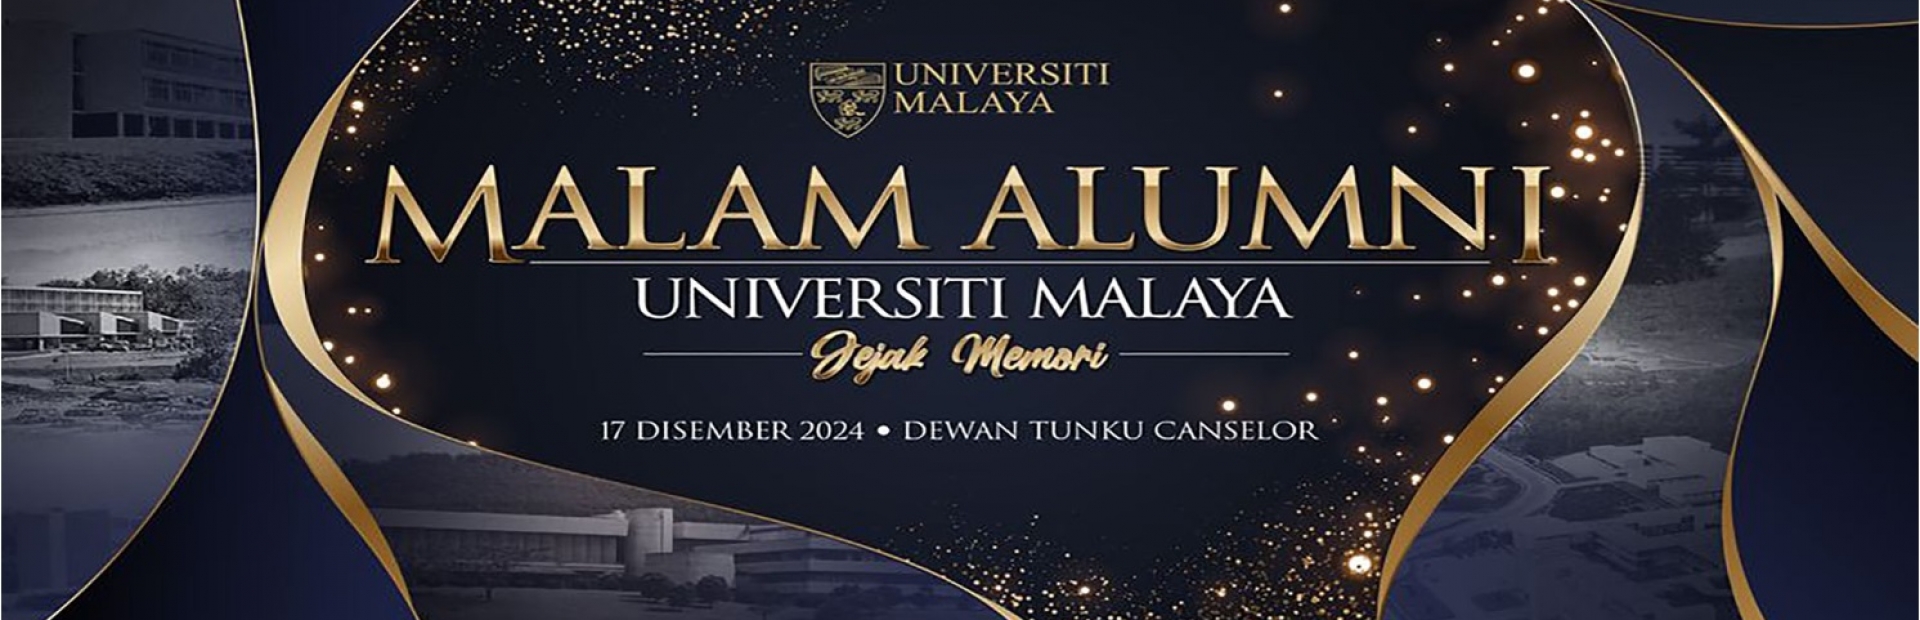 UNIVERSITI
MALAYA
MALAM ALUMNI
UNIVERSITI MALAYA
Jejak Memori
17 DISEMBER 2024 • DEWAN TUNKU CANSELOR